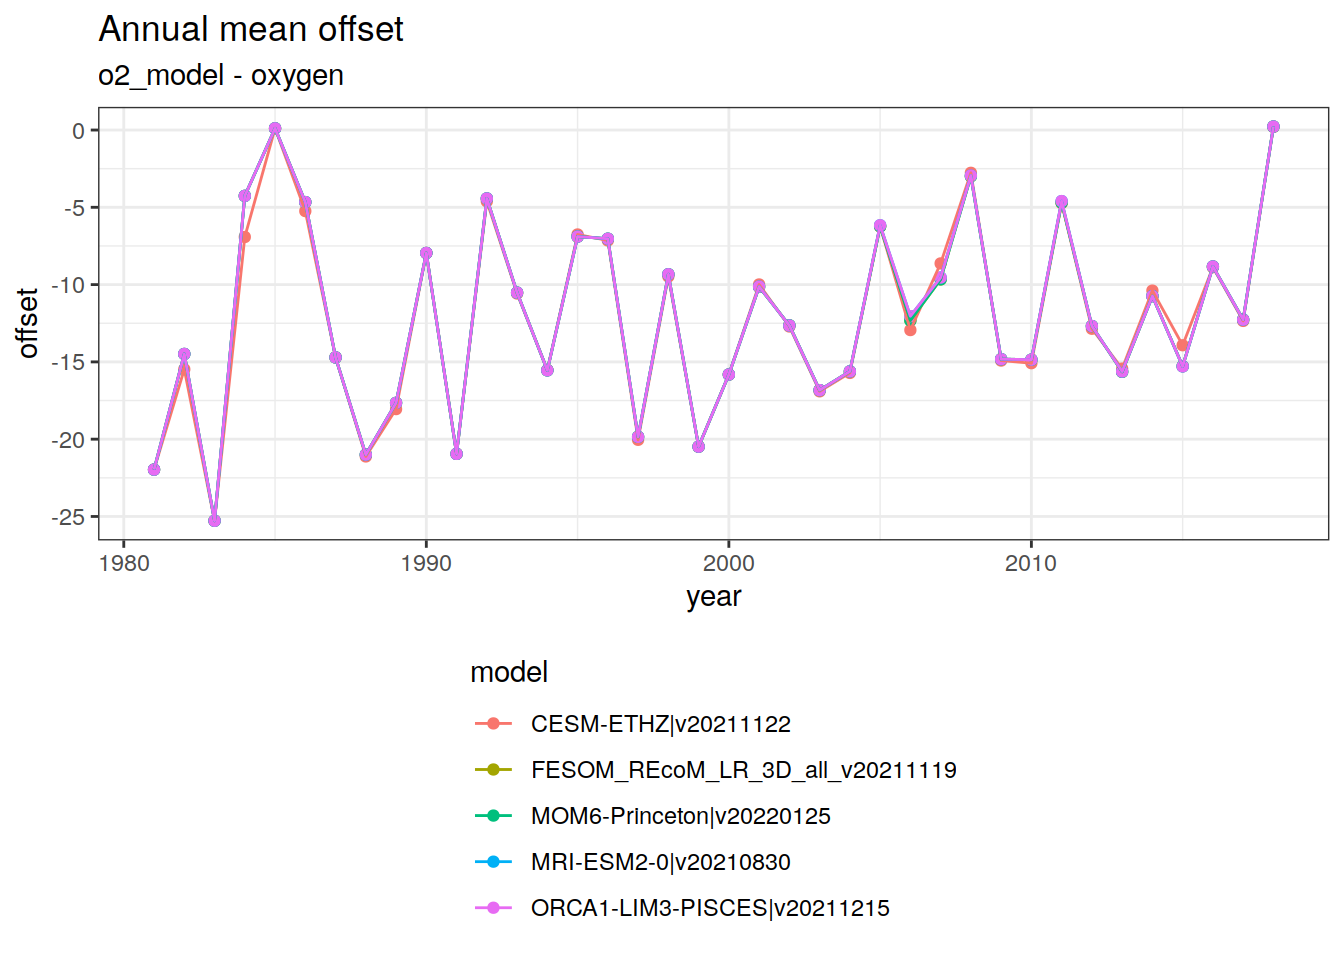 Annual mean offset
o2_model - oxygen
0
-5
-10
-15
-20
-25
offset
1980 1990 2000 2010
year
model
CESM-ETHZ|v20211122
FESOM_REcoM_LR_3D_all_v20211119
MOM6-Princeton|v20220125
MRI-ESM2-0|v20210830
ORCA1-LIM3-PISCES|v20211215